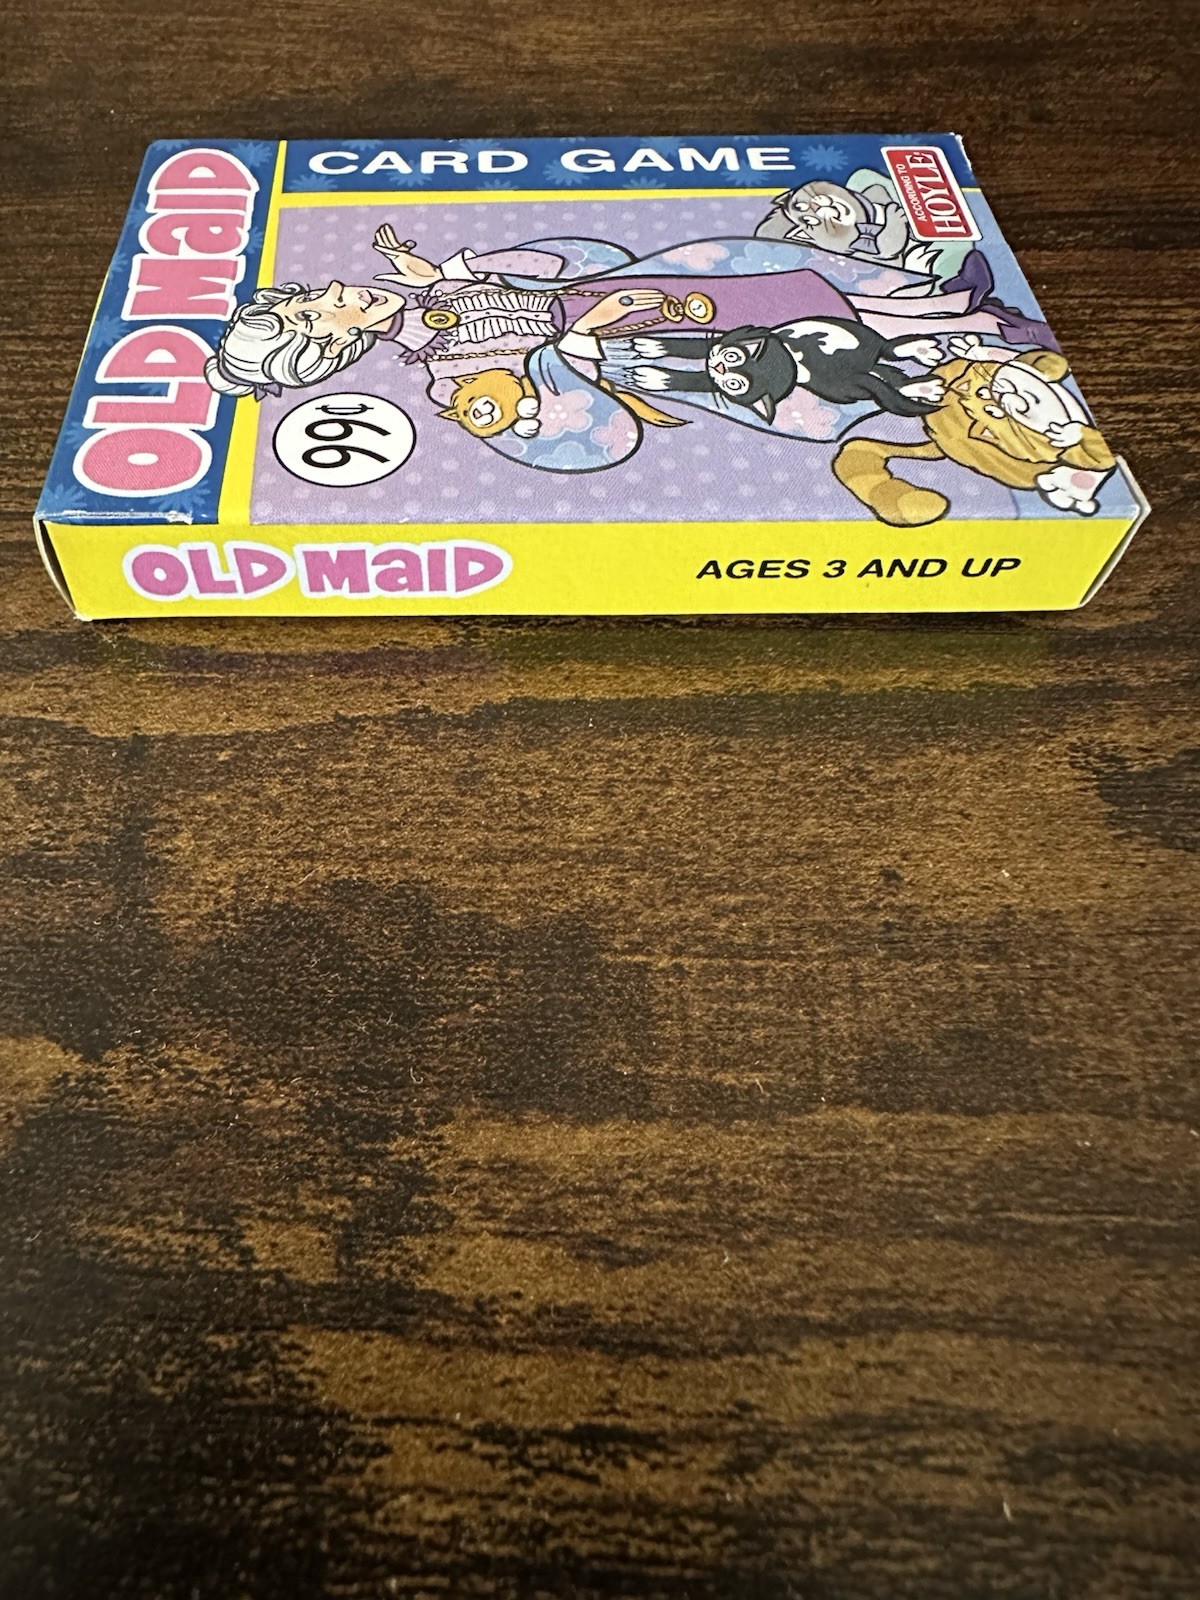 OLD MaiD
CARD GAME
ACCORDING TO
HOYLE
99¢
OLD MaiD
AGES 3 AND UP